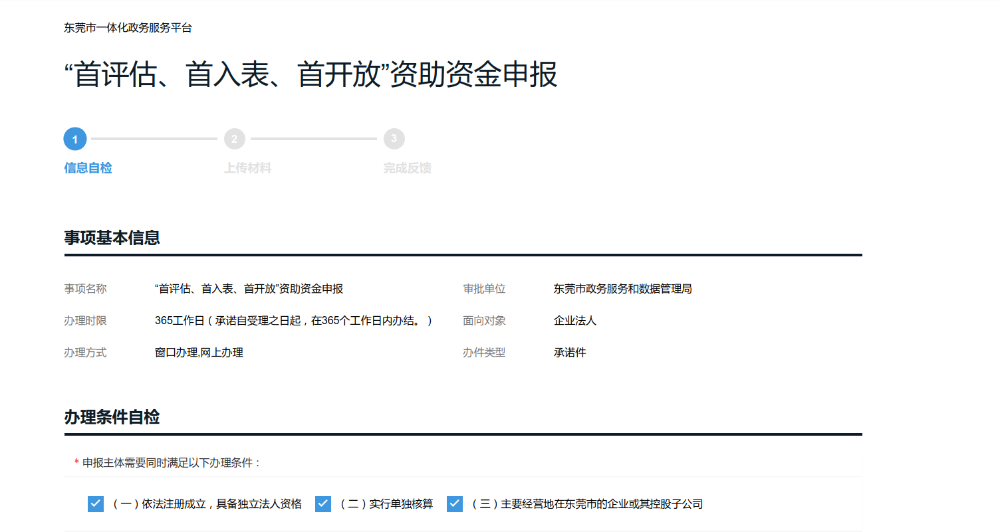 东莞市一体化政务服务平台
“首评估、首入表、首开放”资助资金申报
1 2 3
信息自检 上传材料 完成反馈
事项基本信息
事项名称 “首评估、首入表、首开放”资助资金申报 审批单位 东莞市政务服务和数据管理局
办理时限 365工作日（承诺自受理之日起，在365个工作日内办结。） 面向对象 企业法人
办理方式 窗口办理,网上办理 办件类型 承诺件
办理条件自检
* 申报主体需要同时满足以下办理条件：
（一）依法注册成立，具备独立法人资格 （二）实行单独核算 （三）主要经营地在东莞市的企业或其控股子公司